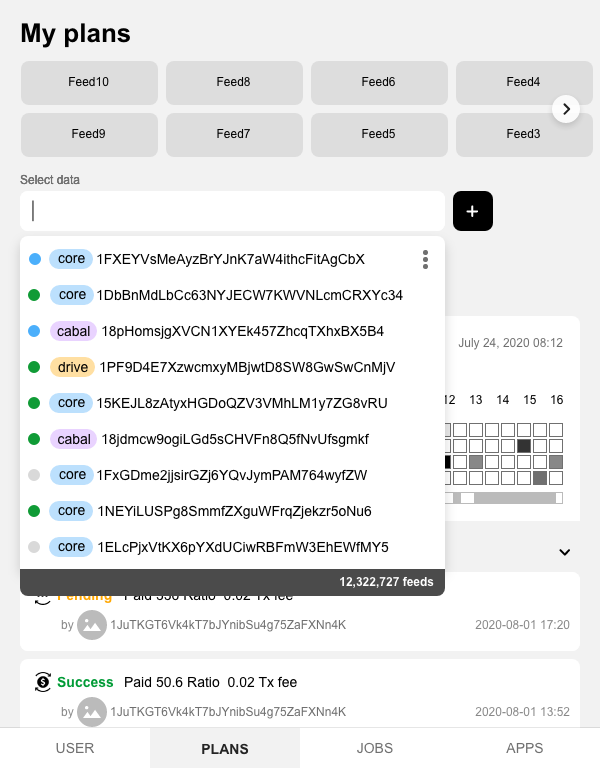 My plans
Feed10 Feed8 Feed6 Feed4
Feed9 Feed7 Feed5 Feed3
Select data
+
core 1FXEYVsMeAyzBrYJnK7aW4ithcFitAgCbX
core 1DbBnMdLbCc63NYJECW7KWVNLcmCRXYc34
cabal 18pHomsjgXVCN1XYEk457ZhcqTXhxBX5B4
July 24, 2020 08:12
drive 1PF9D4E7XzwcmxyMBjwtD8SW8GwSwCnMjV
core 15KEJL8zAtyxHGDoQZV3VMhLM1y7ZG8vRU
12 13 14 15 16
cabal 18jdmcw9ogiLGd5sCHVFn8Q5fNvUfsgmkf
core 1FxGDme2jjsirGZj6YQvJymPAM764wyfZW
core 1NEYiLUSPg8SmmfZXguWFrqZjekzr5oNu6
core 1ELcPjxVtKX6pYXdUCiwRBFmW3EhEWfMY5
12,322,727 feeds
Pending Paid 350 Ratio 0.02 Tx fee
by 1JuTKGT6Vk4kT7bJYnibSu4g75ZaFXNn4K 2020-08-01 17:20
Success Paid 50.6 Ratio 0.02 Tx fee
by 1JuTKGT6Vk4kT7bJYnibSu4g75ZaFXNn4K 2020-08-01 13:52
USER PLANS JOBS APPS